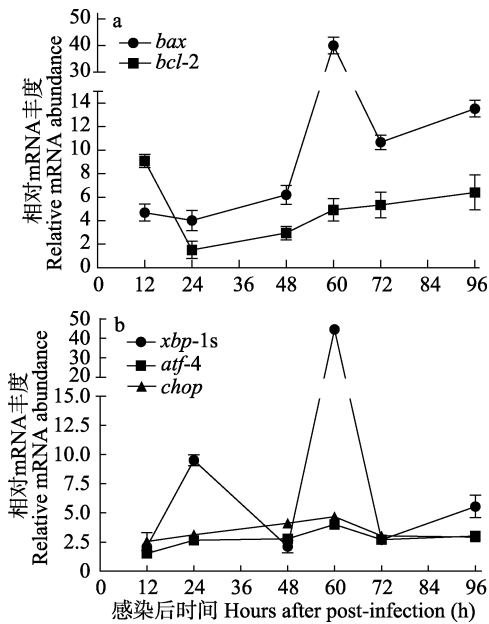 a
bax
bcl-2
相对mRNA丰度
Relative mRNA abundance
50
40
30
20
14
12
10
8
6
4
2
0
0 12 24 36 48 60 72 84 96
b
xbp-1s
atf-4
chop
相对mRNA丰度
Relative mRNA abundance
50
40
30
20
15.0
12.5
10.0
7.5
5.0
2.5
0
0 12 24 36 48 60 72 84 96
感染后时间 Hours after post-infection (h)